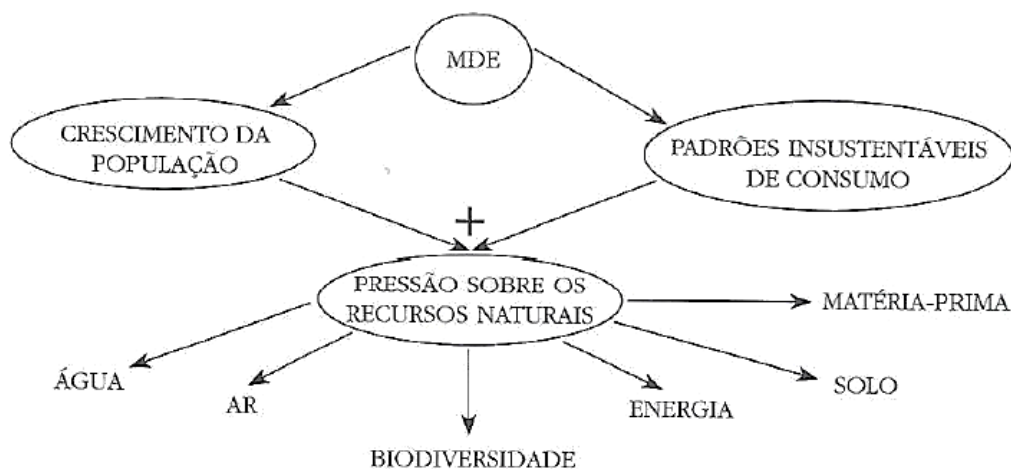 MDE
CRESCIMENTO DA
POPULAÇÃO
PADRÕES INSUSTENTÁVEIS
DE CONSUMO
+
PRESSÃO SOBRE OS
RECURSOS NATURAIS
MATÉRIA-PRIMA
ÁGUA
AR
BIODIVERSIDADE
ENERGIA
SOLO